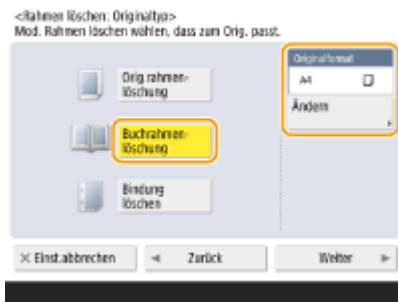 <Rahmen löschen: Originaltyp>
Mod. Rahmen löschen wählen, dass zum Orig. passt.
Originalformat
A4
Ändern
Orig.rahmen-
löschung
Buchrahmen-
löschung
Bindung
löschen
× Einst.abbrechen
Zurück
Weiter